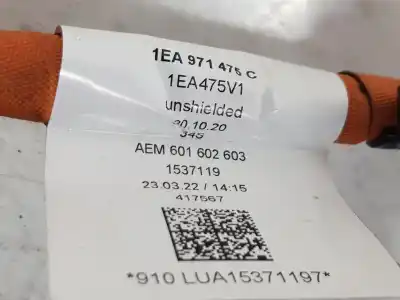 1EA 971 476 C
1EA475V1
unshielded
20.10.20
345
AEM 601 602 603
1537119
23.03.22 / 14:15
417567
*910 LUA15371197*